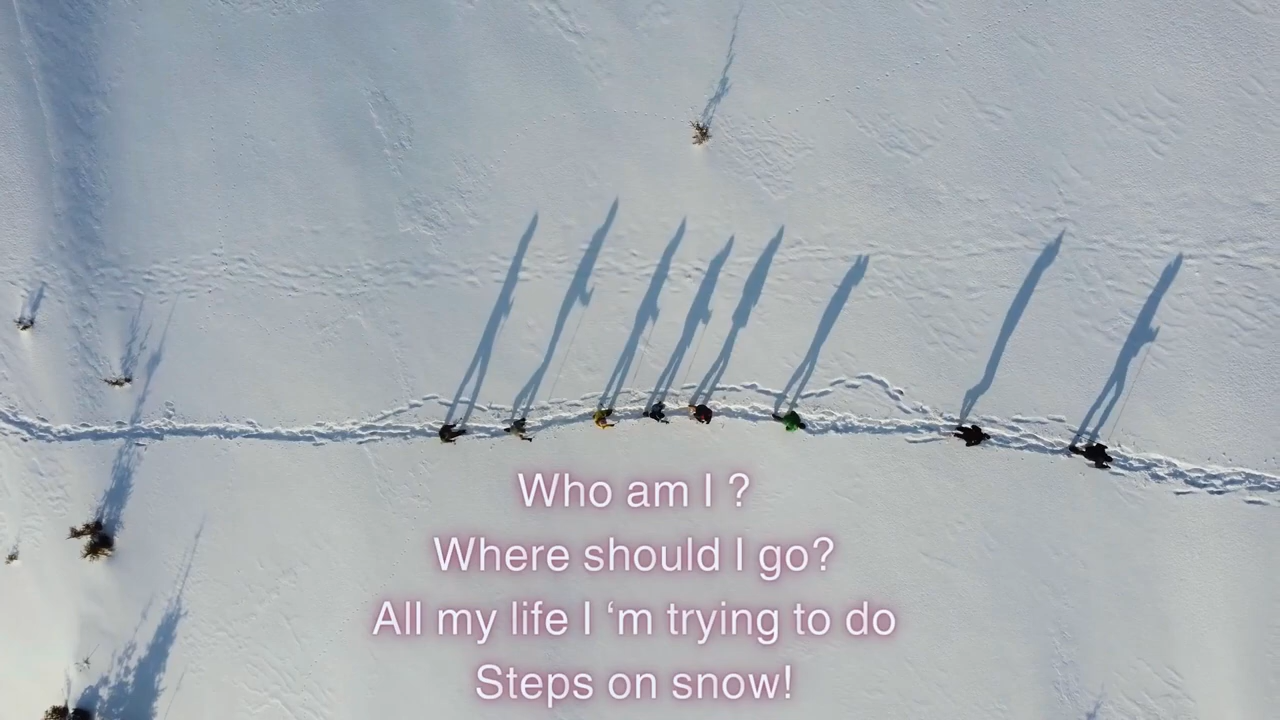 Who am I ?
Where should I go?
All my life I ‘m trying to do
Steps on snow!